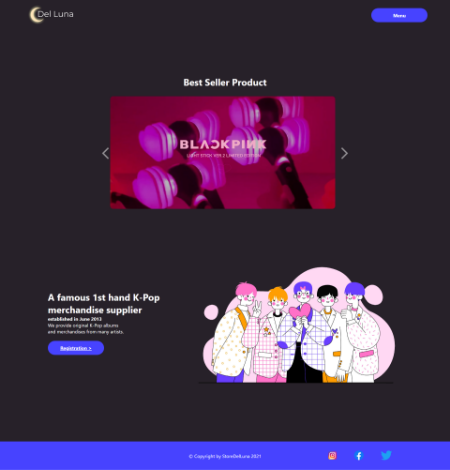 Del Luna
Menu
Best Seller Product
BLACKPINK
LIGHT STICK VER.2 LIMITED EDITION
A famous 1st hand K-Pop
merchandise supplier
established in June 2013
We provide original K-Pop albums
and merchandises from many artists.
Registration >
© Copyright by StoreDelLuna 2021